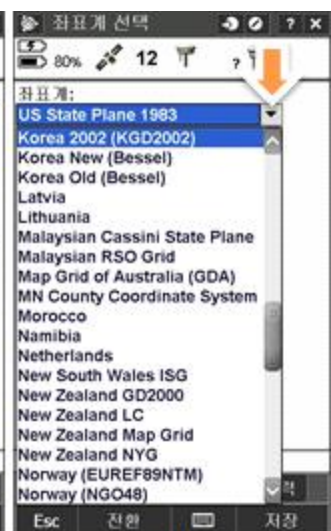 좌표계 선택 ? ×
80% 12 ?
좌표계:
US State Plane 1983
Korea 2002 (KGD2002)
Korea New (Bessel)
Korea Old (Bessel)
Latvia
Lithuania
Malaysian Cassini State Plane
Malaysian RSO Grid
Map Grid of Australia (GDA)
MN County Coordinate System
Morocco
Namibia
Netherlands
New South Wales ISG
New Zealand GD2000
New Zealand LC
New Zealand Map Grid
New Zealand NYG
Norway (EUREF89NTM)
Norway (NGO48)
Esc 전환 저장